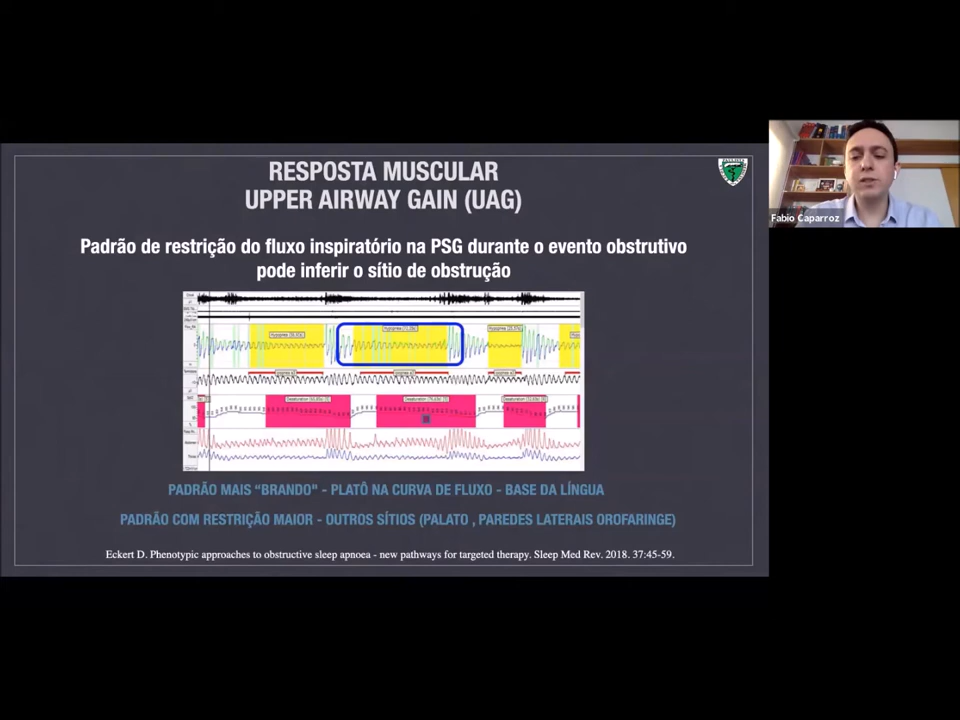 RESPOSTA MUSCULAR
UPPER AIRWAY GAIN (UAG)
Padrão de restrição do fluxo inspiratório na PSG durante o evento obstrutivo
pode inferir o sítio de obstrução
PADRÃO MAIS “BRANDO" - PLATÔ NA CURVA DE FLUXO - BASE DA LÍNGUA
PADRÃO COM RESTRIÇÃO MAIOR - OUTROS SÍTIOS (PALATO , PAREDES LATERAIS OROFARINGE)
Eckert D. Phenotypic approaches to obstructive sleep apnoea - new pathways for targeted therapy. Sleep Med Rev. 2018. 37:45-59.
Fabio Caparroz